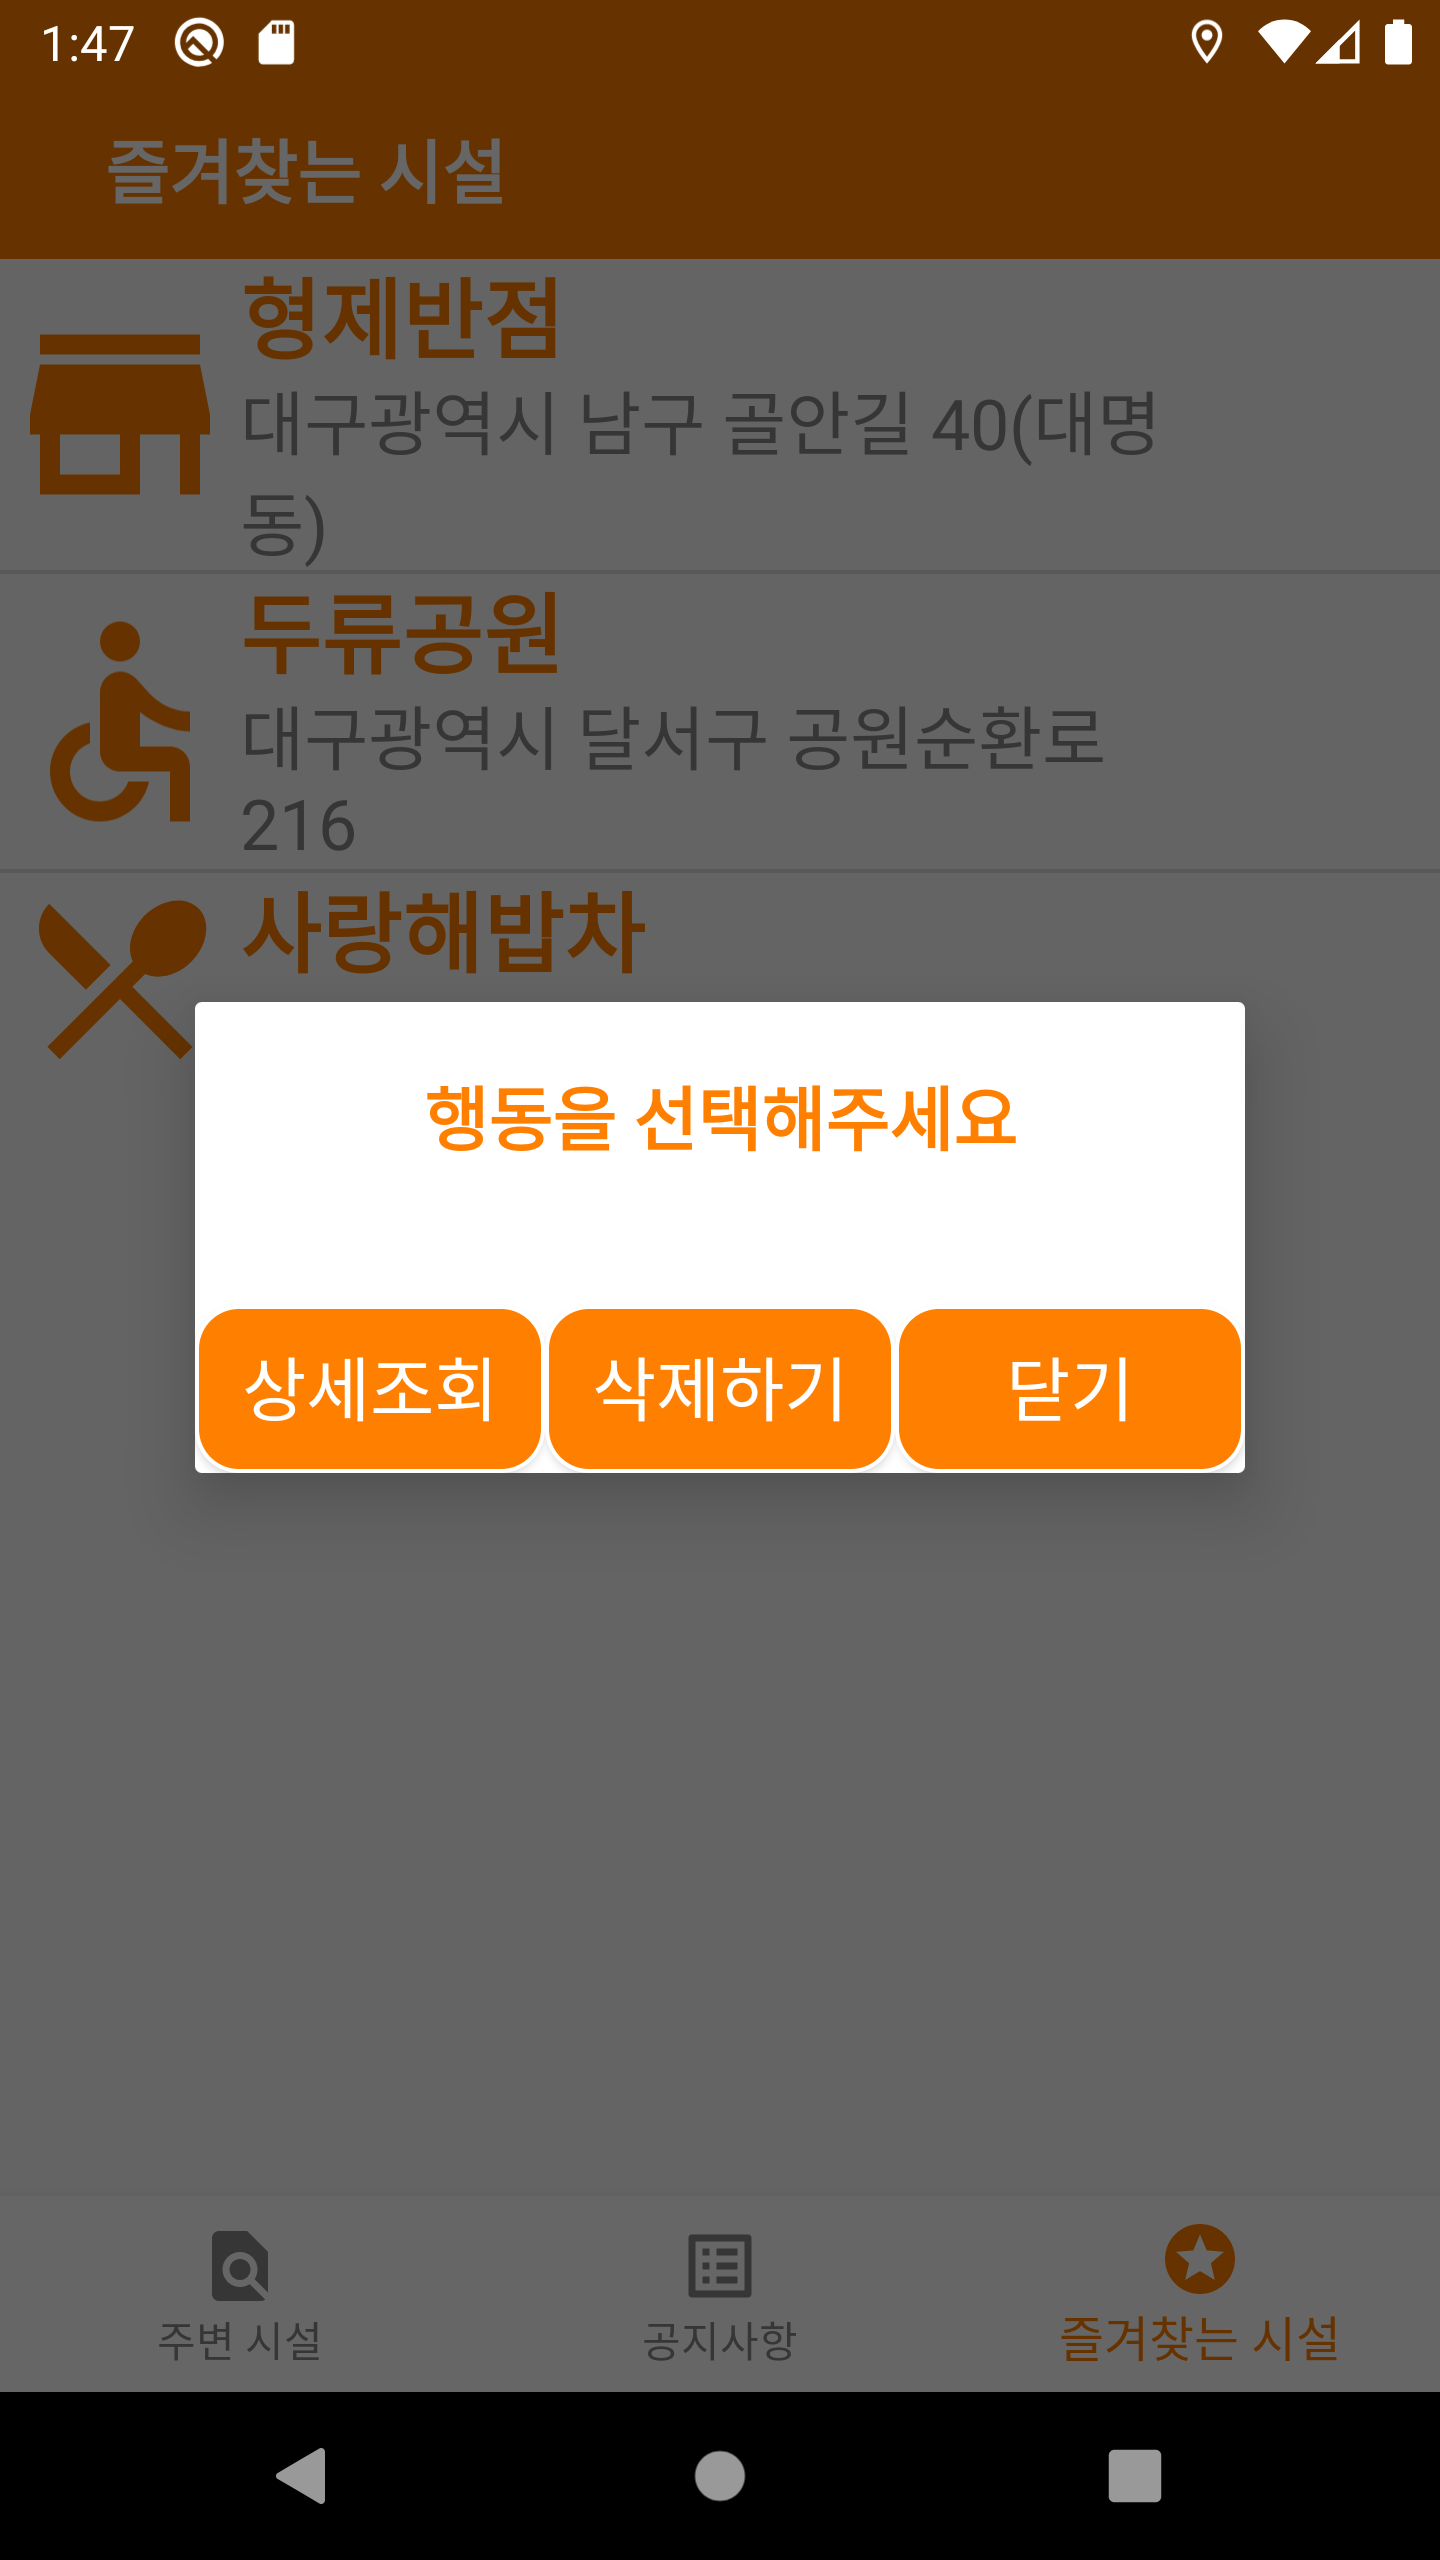 1:47
즐겨찾는 시설
형제반점
대구광역시 남구 골안길 40(대명
동)
두류공원
대구광역시 달서구 공원순환로
216
사랑해밥차
행동을 선택해주세요
상세조회 삭제하기 닫기
주변 시설 공지사항 즐겨찾는 시설